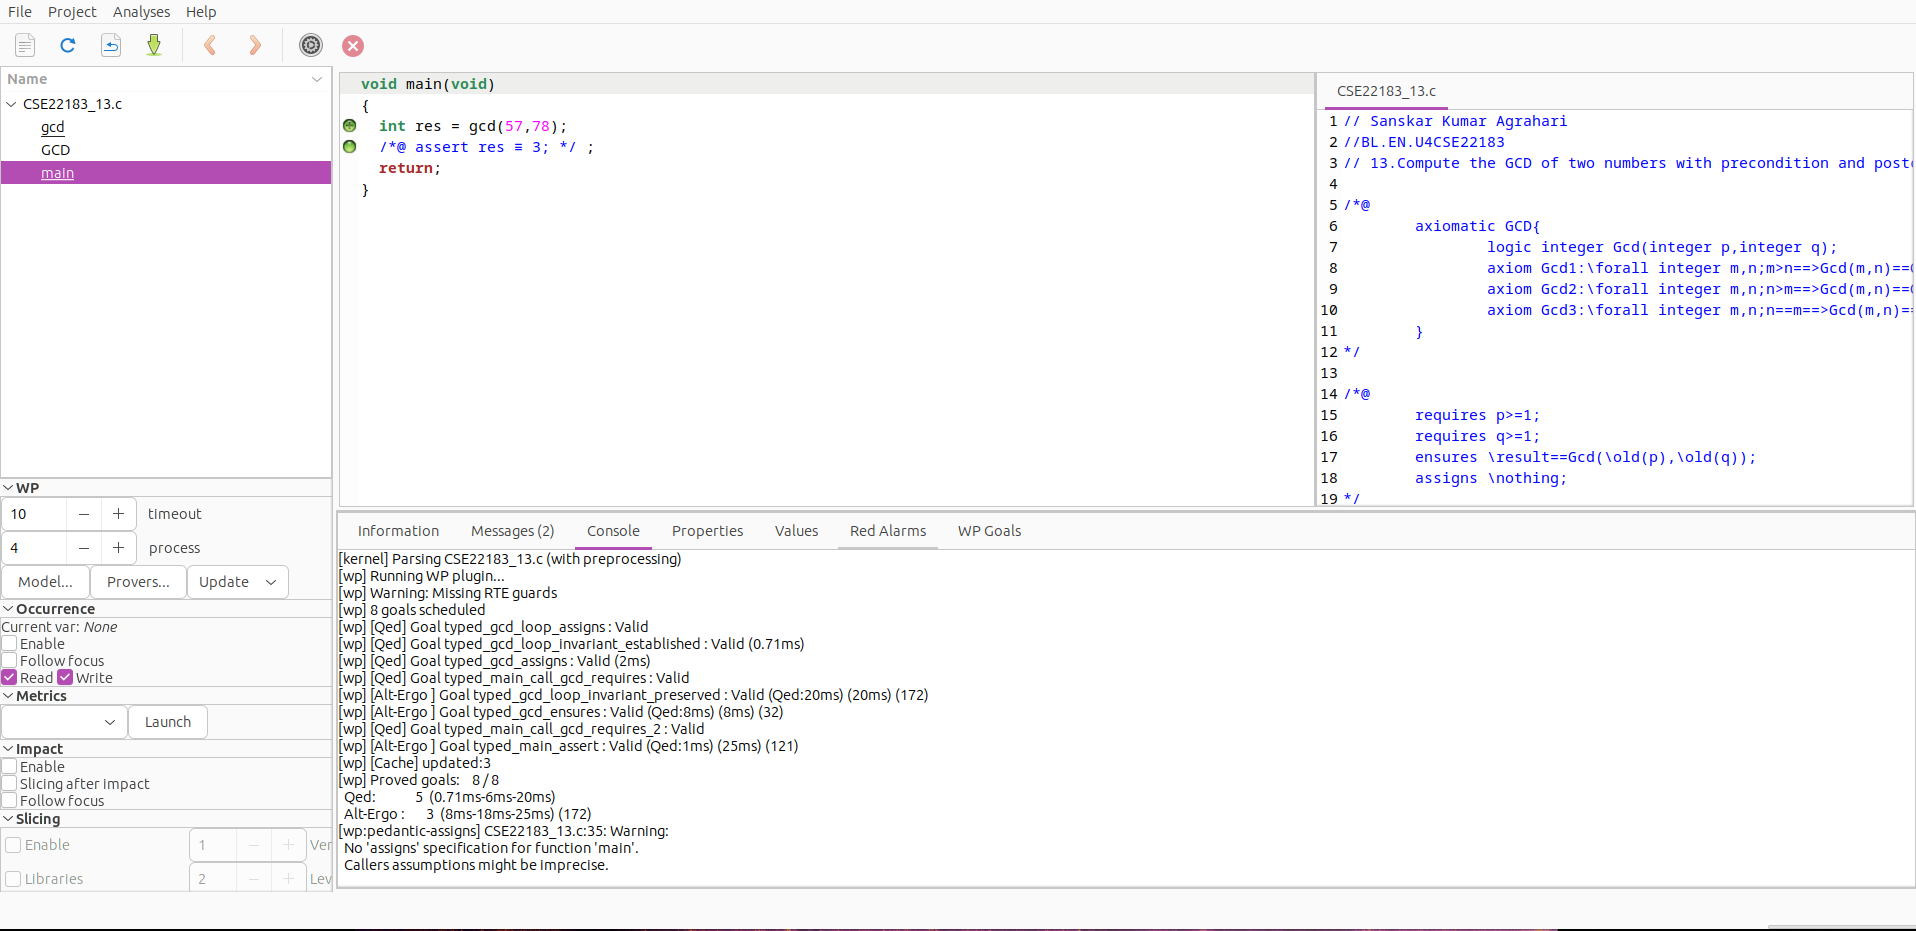 File Project Analyses Help
Name
CSE22183_13.c
gcd
GCD
main
WP
10 − + timeout
4 − + process
Model... Provers... Update
Occurrence
Current var: None
Enable
Follow focus
Read Write
Metrics
Launch
Impact
Enable
Slicing after impact
Follow focus
Slicing
Enable 1 − + Ver
Libraries 2 − + Lev
void main(void)
{
int res = gcd(57,78);
/*@ assert res ≡ 3; */ ;
return;
}
CSE22183_13.c
1 // Sanskar Kumar Agrahari
2 //BL.EN.U4CSE22183
3 // 13.Compute the GCD of two numbers with precondition and postc
4
5 /*@
6 axiomatic GCD{
7 logic integer Gcd(integer p,integer q);
8 axiom Gcd1:\forall integer m,n;m>n==>Gcd(m,n)==G
9 axiom Gcd2:\forall integer m,n;n>m==>Gcd(m,n)==G
10 axiom Gcd3:\forall integer m,n;n==m==>Gcd(m,n)==
11 }
12 */
13
14 /*@
15 requires p>=1;
16 requires q>=1;
17 ensures \result==Gcd(\old(p),\old(q));
18 assigns \nothing;
19 */
Information Messages (2) Console Properties Values Red Alarms WP Goals
[kernel] Parsing CSE22183_13.c (with preprocessing)
[wp] Running WP plugin...
[wp] Warning: Missing RTE guards
[wp] 8 goals scheduled
[wp] [Qed] Goal typed_gcd_loop_assigns : Valid
[wp] [Qed] Goal typed_gcd_loop_invariant_established : Valid (0.71ms)
[wp] [Qed] Goal typed_gcd_assigns : Valid (2ms)
[wp] [Qed] Goal typed_main_call_gcd_requires : Valid
[wp] [Alt-Ergo ] Goal typed_gcd_loop_invariant_preserved : Valid (Qed:20ms) (20ms) (172)
[wp] [Alt-Ergo ] Goal typed_gcd_ensures : Valid (Qed:8ms) (8ms) (32)
[wp] [Qed] Goal typed_main_call_gcd_requires_2 : Valid
[wp] [Alt-Ergo ] Goal typed_main_assert : Valid (Qed:1ms) (25ms) (121)
[wp] [Cache] updated:3
[wp] Proved goals: 8 / 8
Qed: 5 (0.71ms-6ms-20ms)
Alt-Ergo : 3 (8ms-18ms-25ms) (172)
[wp:pedantic-assigns] CSE22183_13.c:35: Warning:
No 'assigns' specification for function 'main'.
Callers assumptions might be imprecise.